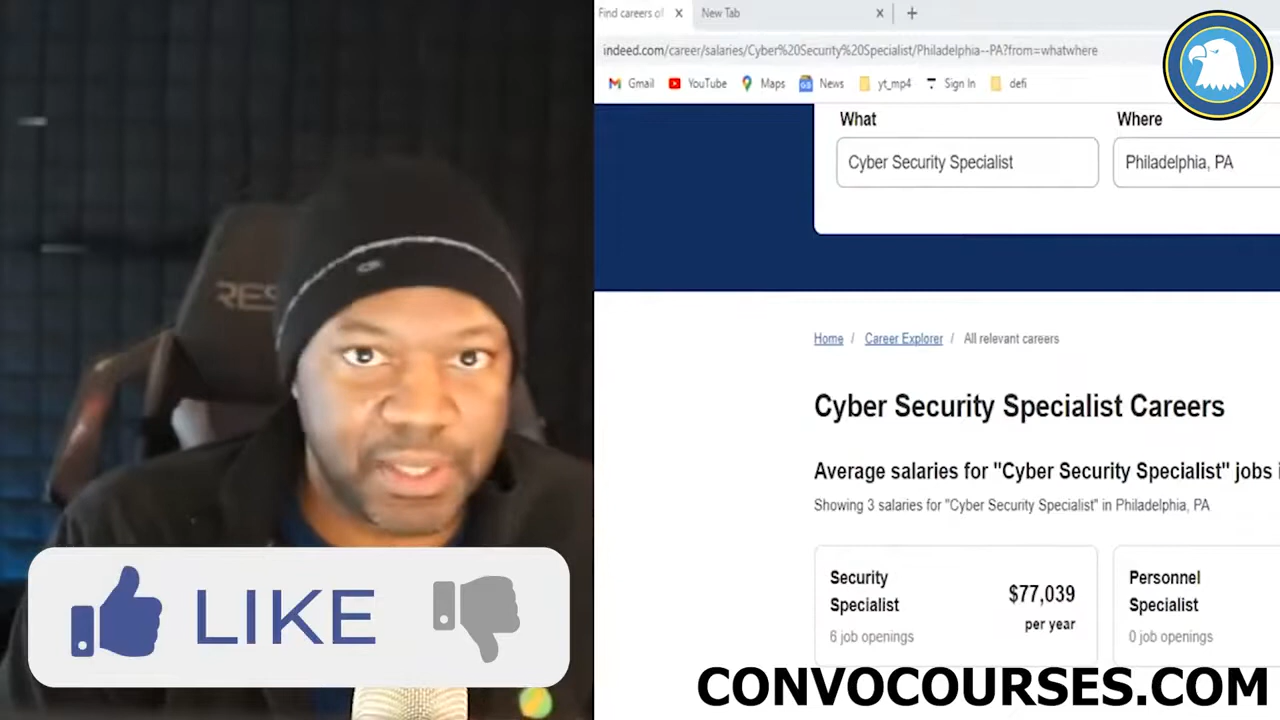 Find careers of
New Tab
indeed.com/career/salaries/Cyber%20Security%20Specialist/Philadelphia--PA?from=whatwhere
Gmail YouTube Maps News yt_mp4 Sign In defi
What Where
Cyber Security Specialist Philadelphia, PA
RES
Home / Career Explorer / All relevant careers
Cyber Security Specialist Careers
Average salaries for "Cyber Security Specialist" jobs i
Showing 3 salaries for "Cyber Security Specialist" in Philadelphia, PA
Security Specialist
$77,039
per year
6 job openings
Personnel Specialist
0 job openings
LIKE
CONVOCOURSES.COM